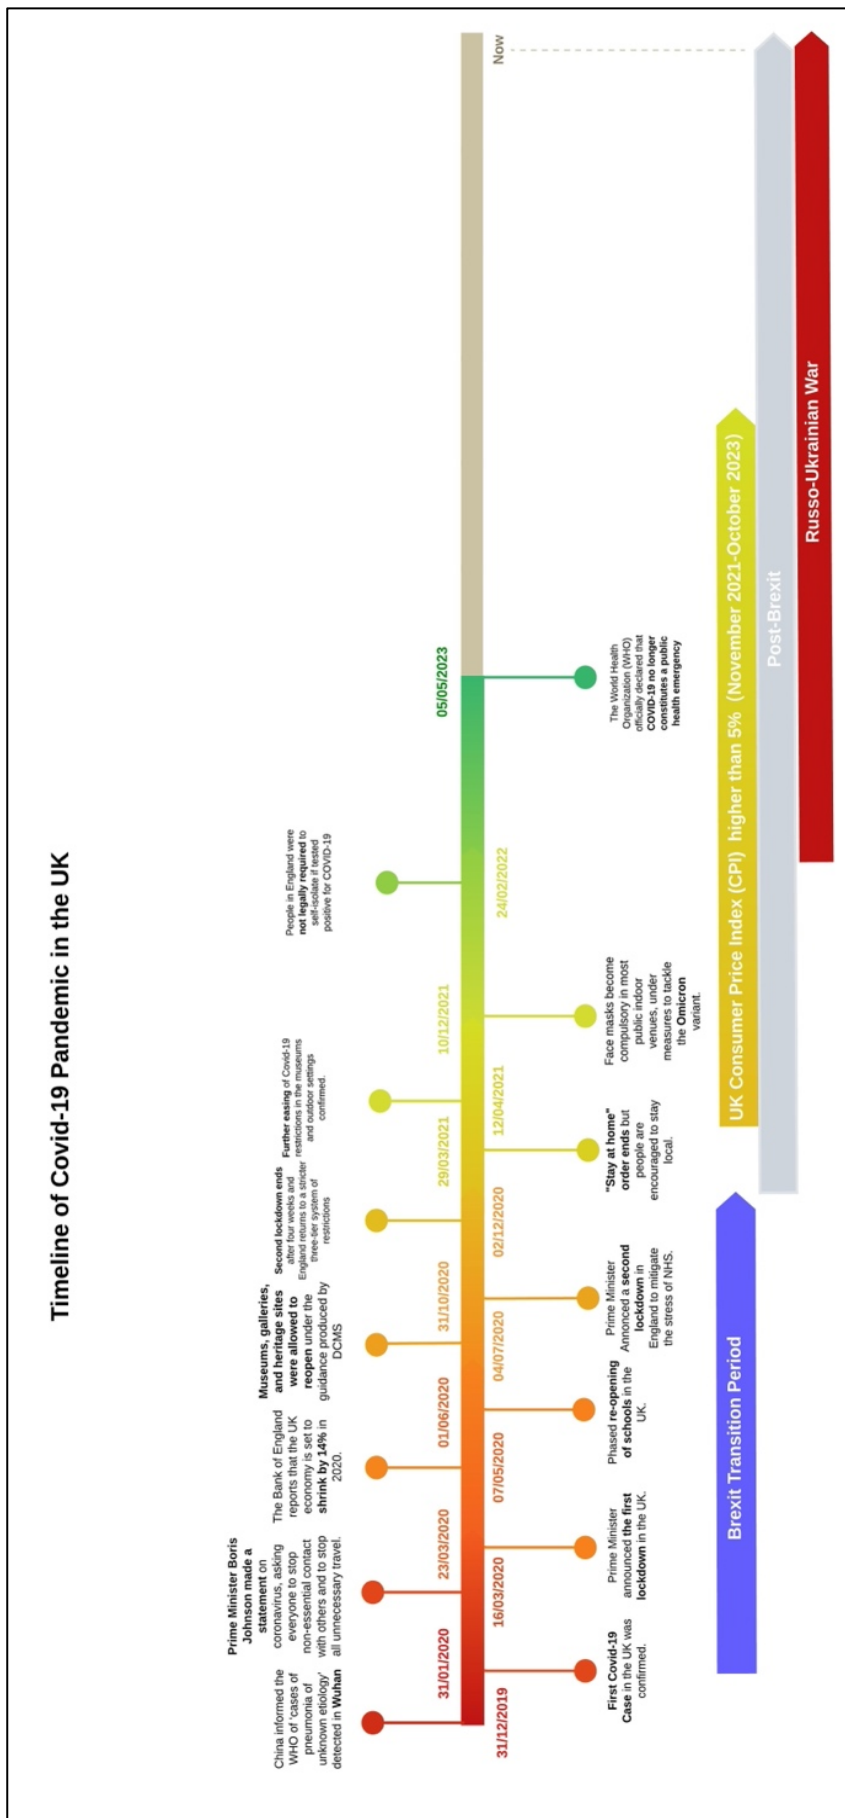 Timeline of Covid-19 Pandemic in the UK
China informed the
WHO of 'cases of
pneumonia of
unknown etiology'
detected in Wuhan
31/12/2019
31/01/2020
First Covid-19
Case in the UK was
confirmed.
Prime Minister Boris
Johnson made a
statement on
coronavirus, asking
everyone to stop
non-essential contact
with others and to stop
all unnecessary travel.
16/03/2020
23/03/2020
Prime Minister
announced the first
lockdown in the UK.
The Bank of England
reports that the UK
economy is set to
shrink by 14% in
2020.
07/05/2020
01/06/2020
Phased re-opening
of schools in the
UK.
Museums, galleries,
and heritage sites
were allowed to
reopen under the
guidance produced by
DCMS
04/07/2020
31/10/2020
Prime Minister
Annonced a second
lockdown in
England to mitigate
the stress of NHS.
Second lockdown ends
after four weeks and
England returns to a stricter
three-tier system of
restrictions
02/12/2020
29/03/2021
"Stay at home"
order ends but
people are
encouraged to stay
local.
Further easing of Covid-19
restrictions in the museums
and outdoor settings
confirmed.
12/04/2021
10/12/2021
Face masks become
compulsory in most
public indoor
venues, under
measures to tackle
the Omicron
variant.
People in England were
not legally required to
self-isolate if tested
positive for COVID-19
24/02/2022
05/05/2023
The World Health
Organization (WHO)
officially declared that
COVID-19 no longer
constitutes a public
health emergency
Now
Brexit Transition Period
UK Consumer Price Index (CPI) higher than 5% (November 2021-October 2023)
Post-Brexit
Russo-Ukrainian War